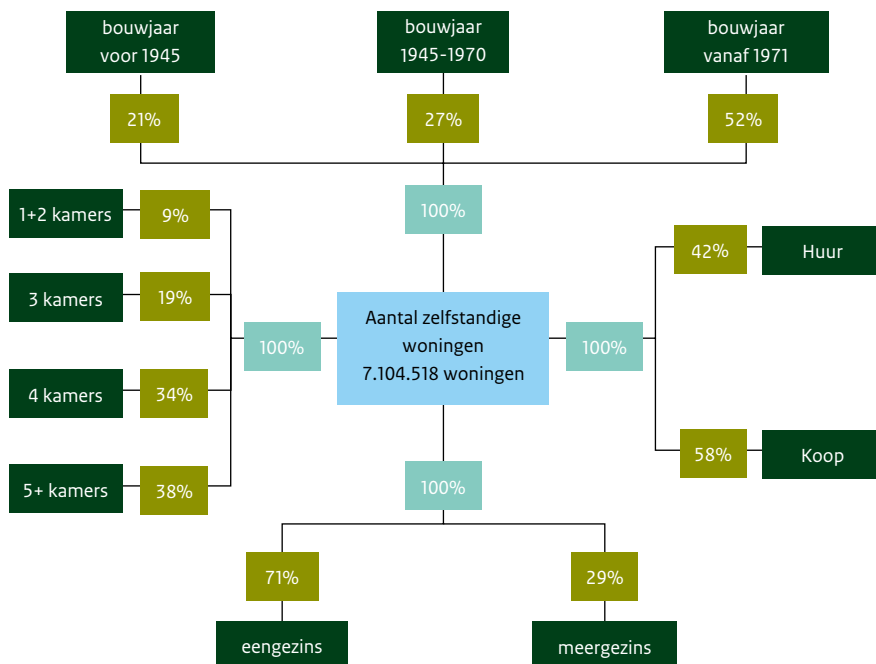 bouwjaar
voor 1945
bouwjaar
1945-1970
bouwjaar
vanaf 1971
21%
27%
52%
100%
1+2 kamers
9%
3 kamers
19%
4 kamers
34%
5+ kamers
38%
100%
Aantal zelfstandige
woningen
7.104.518 woningen
100%
42%
Huur
58%
Koop
100%
71%
29%
eengezins
meergezins